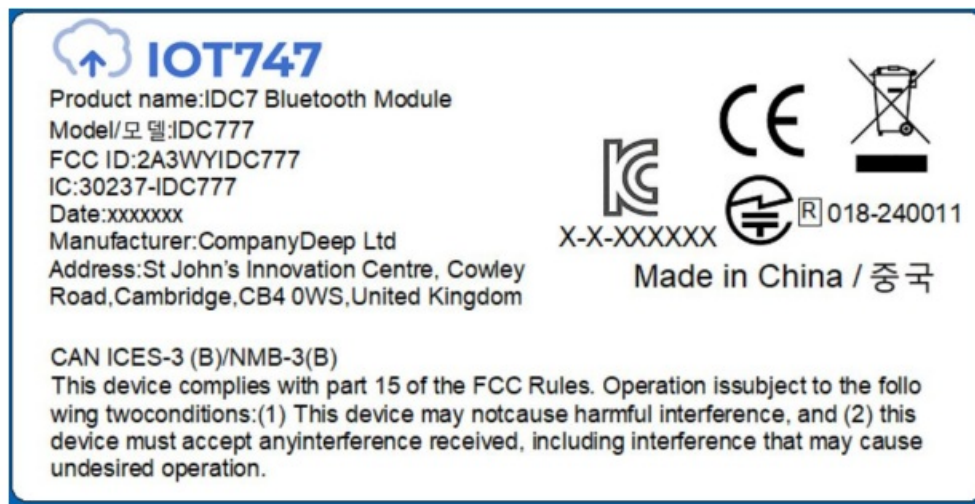 IOT747
Product name:IDC7 Bluetooth Module
Model/모델:IDC777
FCC ID:2A3WYIDC777
IC:30237-IDC777
Date:xxxxxxx
Manufacturer:CompanyDeep Ltd
Address:St John's Innovation Centre, Cowley
Road,Cambridge,CB4 0WS,United Kingdom
CE
KC
X-X-XXXXXX
R 018-240011
Made in China / 중국
CAN ICES-3 (B)/NMB-3(B)
This device complies with part 15 of the FCC Rules. Operation issubject to the follo
wing twoconditions:(1) This device may notcause harmful interference, and (2) this
device must accept anyinterference received, including interference that may cause
undesired operation.